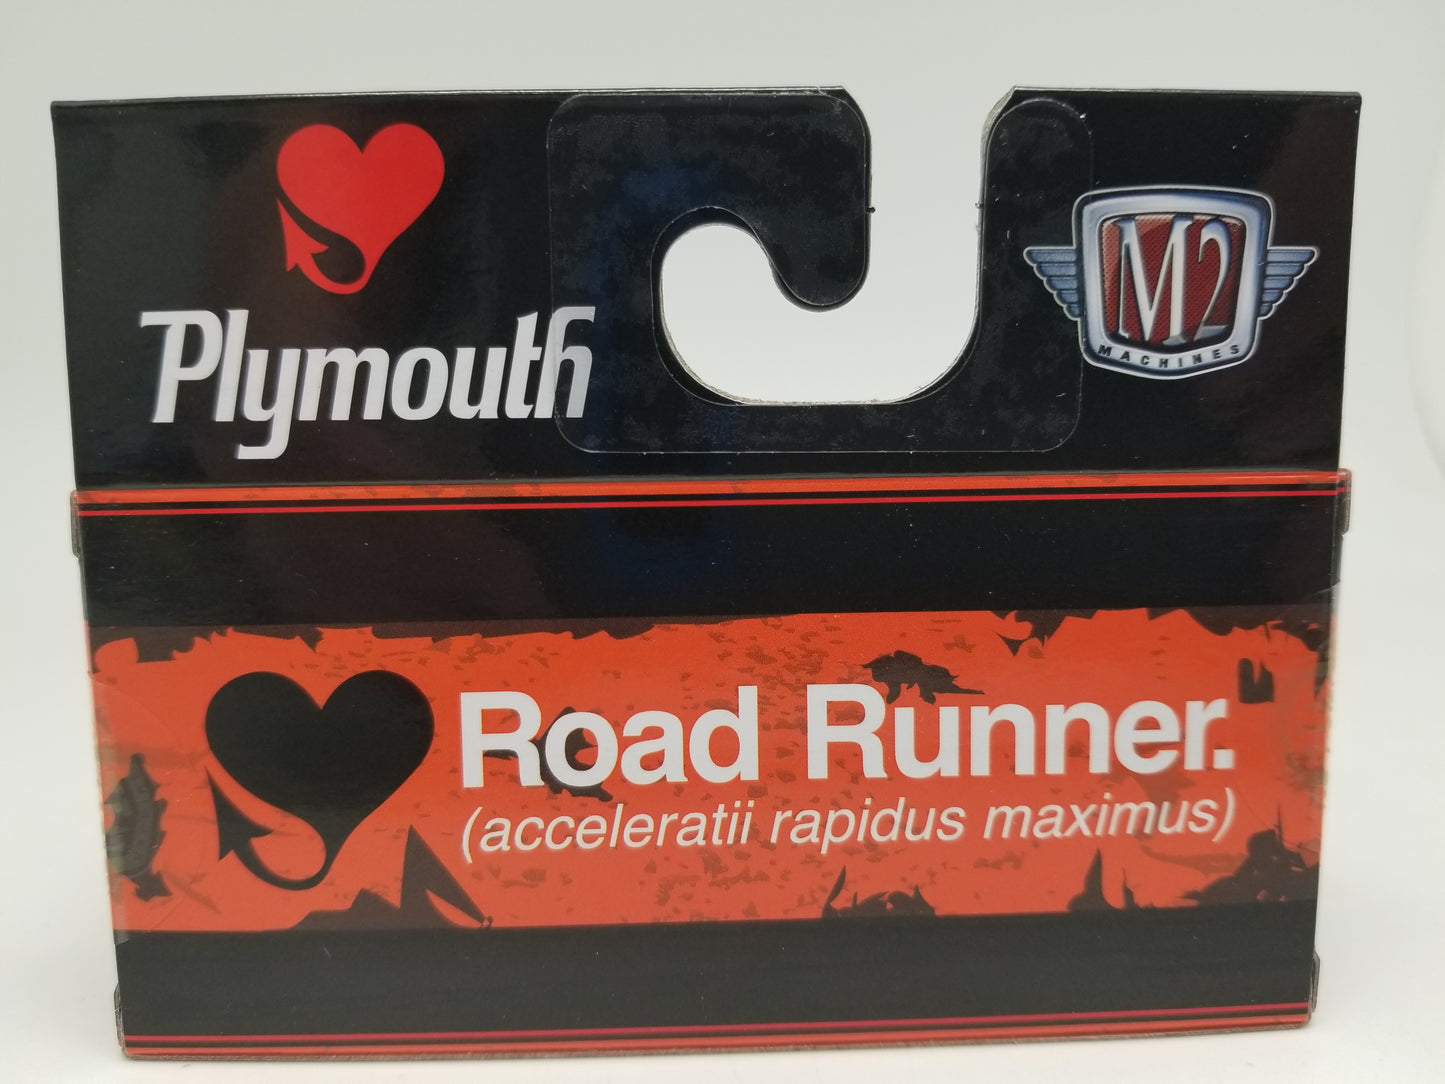 Plymouth
M2
MACHINES
Road Runner.
(acceleratii rapidus maximus)